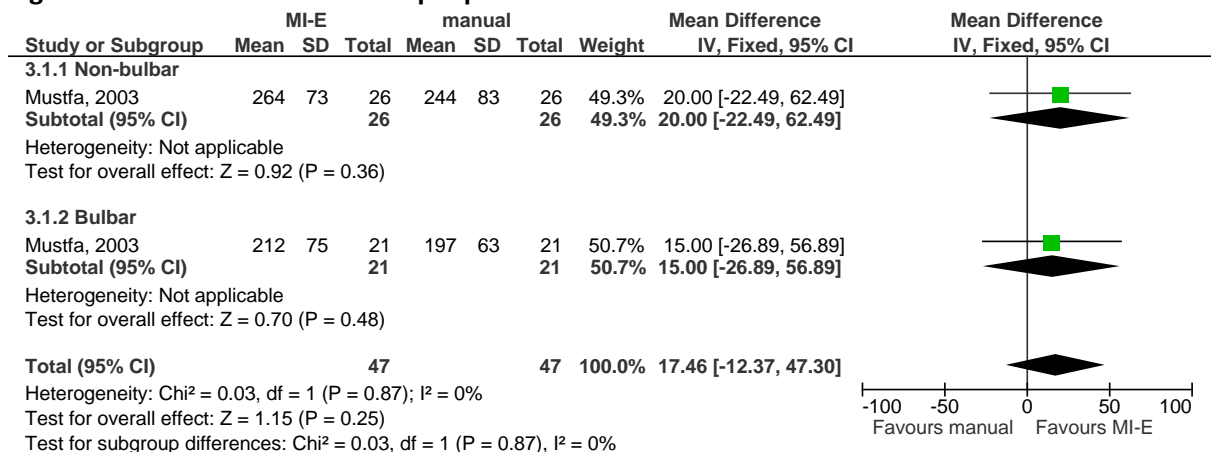 MI-E manual Mean Difference Mean Difference
Study or Subgroup Mean SD Total Mean SD Total Weight IV, Fixed, 95% CI IV, Fixed, 95% CI
3.1.1 Non-bulbar
Mustfa, 2003 264 73 26 244 83 26 49.3% 20.00 [-22.49, 62.49]
Subtotal (95% CI) 26 26 49.3% 20.00 [-22.49, 62.49]
Heterogeneity: Not applicable
Test for overall effect: Z = 0.92 (P = 0.36)
3.1.2 Bulbar
Mustfa, 2003 212 75 21 197 63 21 50.7% 15.00 [-26.89, 56.89]
Subtotal (95% CI) 21 21 50.7% 15.00 [-26.89, 56.89]
Heterogeneity: Not applicable
Test for overall effect: Z = 0.70 (P = 0.48)
Total (95% CI) 47 47 100.0% 17.46 [-12.37, 47.30]
Heterogeneity: Chi² = 0.03, df = 1 (P = 0.87); I² = 0%
Test for overall effect: Z = 1.15 (P = 0.25)
Test for subgroup differences: Chi² = 0.03, df = 1 (P = 0.87), I² = 0%
-100 -50 0 50 100
Favours manual Favours MI-E